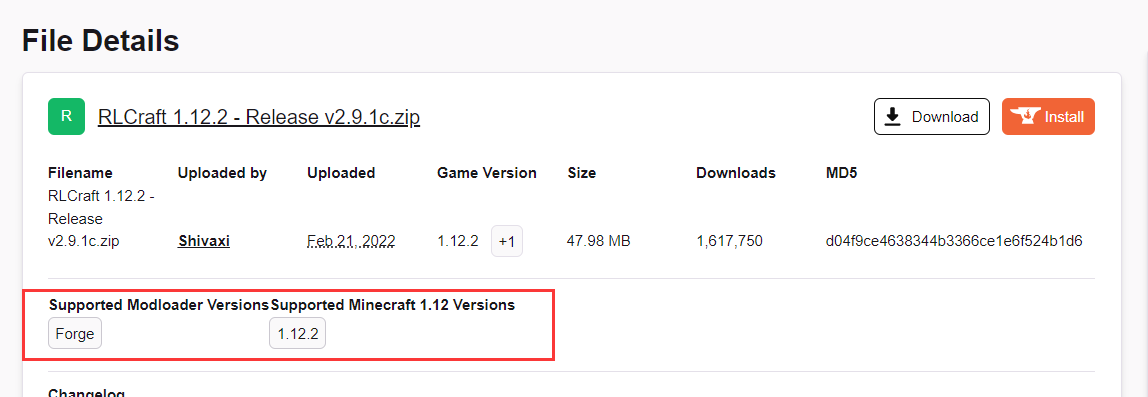 File Details
R
RLCraft 1.12.2 - Release v2.9.1c.zip
Download
Install
Filename
Uploaded by
Uploaded
Game Version
Size
Downloads
MD5
RLCraft 1.12.2 -
Release
v2.9.1c.zip
Shivaxi
Feb 21, 2022
1.12.2
+1
47.98 MB
1,617,750
d04f9ce4638344b3366ce1e6f524b1d6
Supported Modloader Versions
Supported Minecraft 1.12 Versions
Forge
1.12.2
Changelog